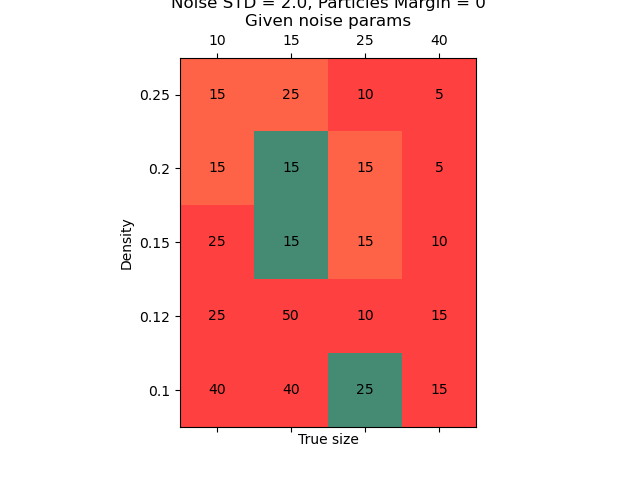 Noise STD = 2.0, Particles Margin = 0
Given noise params
10 15 25 40
0.25 15 25 10 5
0.2 15 15 15 5
Density
0.15 25 15 15 10
0.12 25 50 10 15
0.1 40 40 25 15
True size